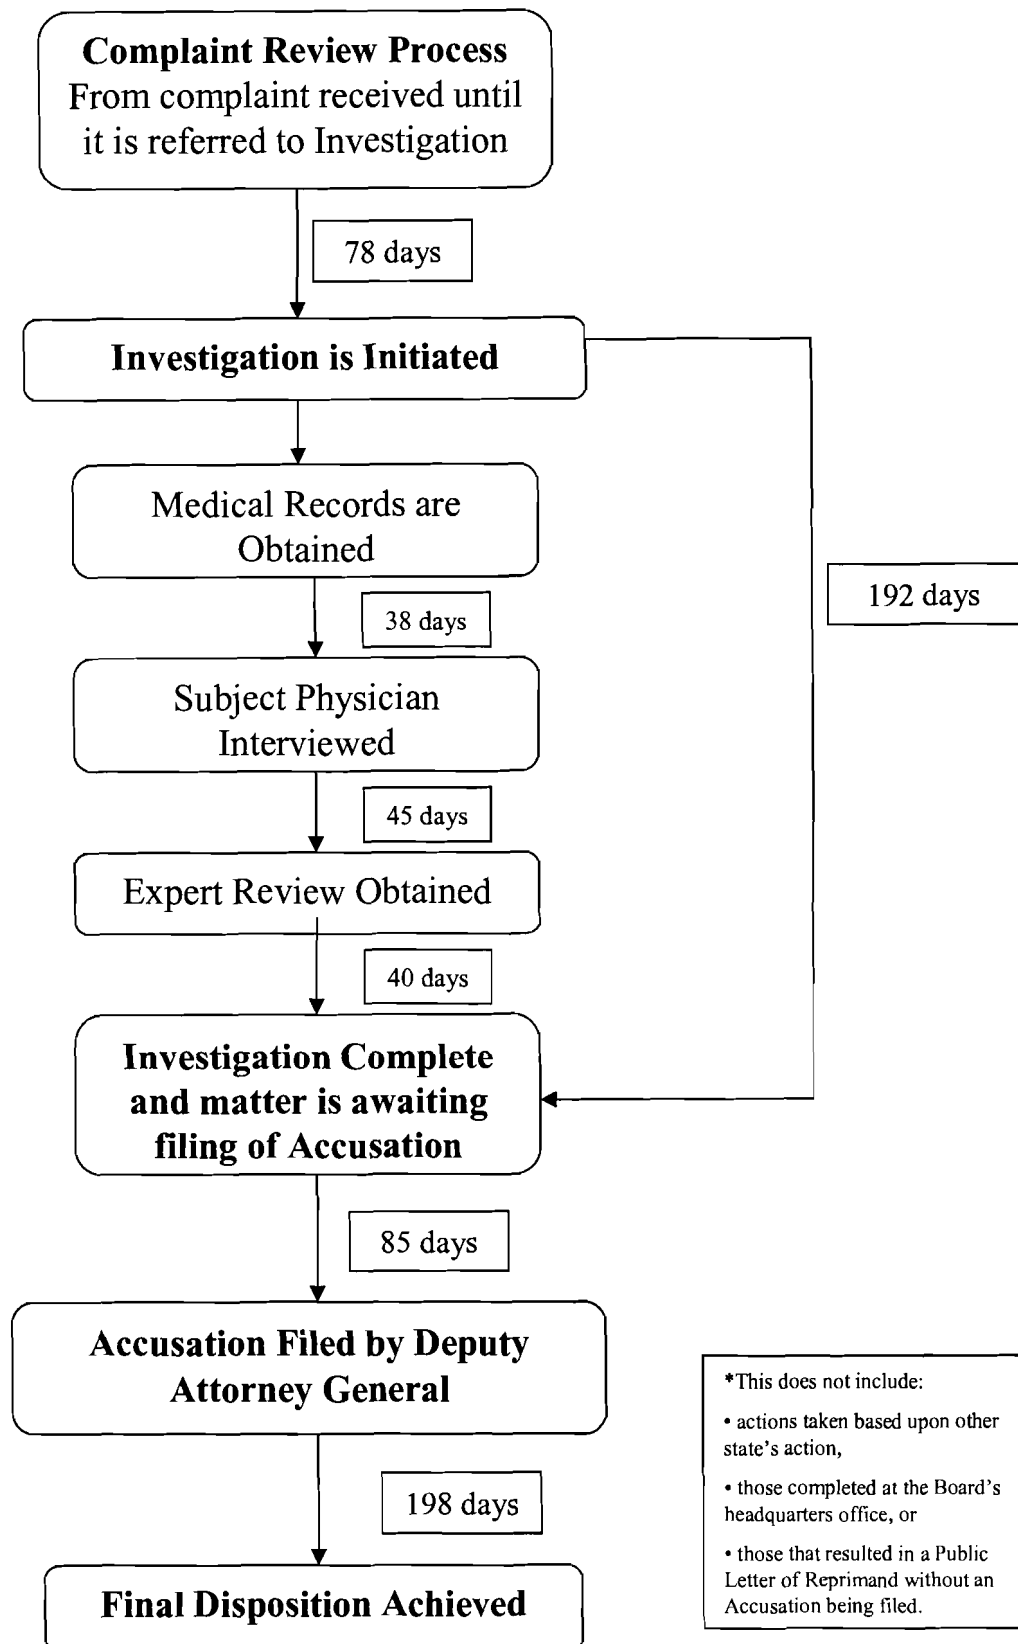 Complaint Review Process
From complaint received until
it is referred to Investigation
78 days
Investigation is Initiated
Medical Records are
Obtained
192 days
38 days
Subject Physician
Interviewed
45 days
Expert Review Obtained
40 days
Investigation Complete
and matter is awaiting
filing of Accusation
85 days
Accusation Filed by Deputy
Attorney General
*This does not include:
• actions taken based upon other
state's action,
• those completed at the Board's
headquarters office, or
• those that resulted in a Public
Letter of Reprimand without an
Accusation being filed.
198 days
Final Disposition Achieved